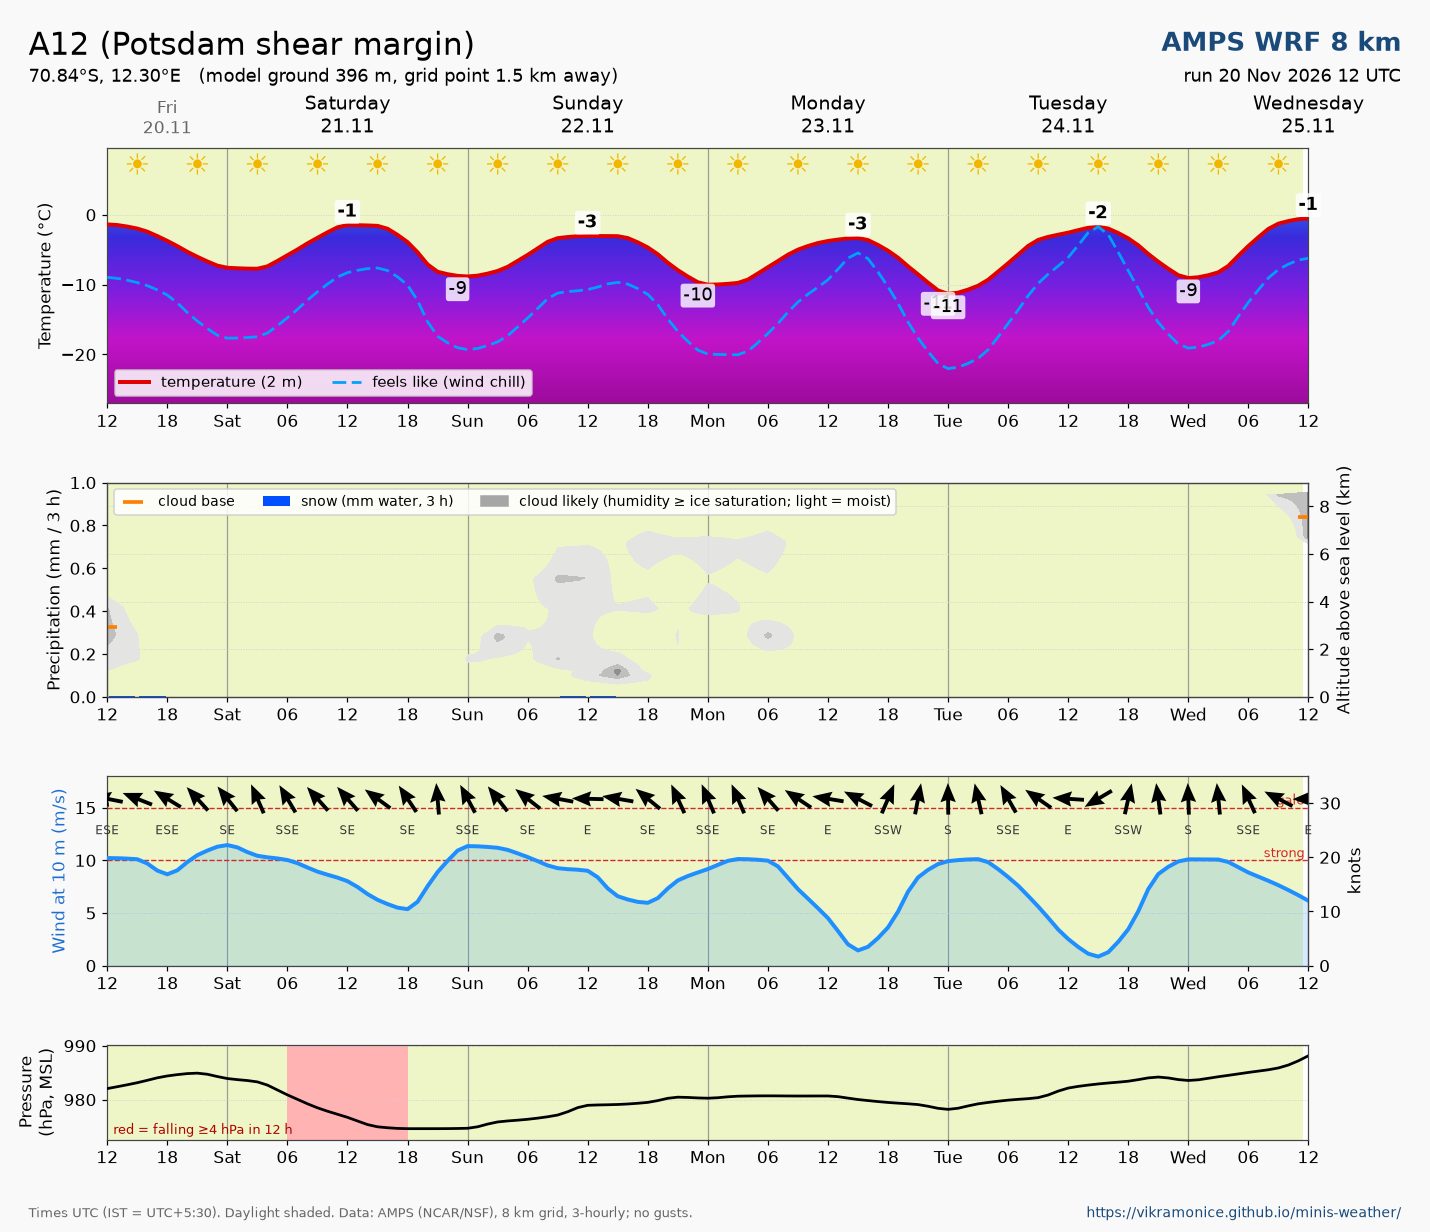 A12 (Potsdam shear margin)
AMPS WRF 8 km
70.84°S, 12.30°E (model ground 396 m, grid point 1.5 km away)
run 20 Nov 2026 12 UTC
Fri Saturday Sunday Monday Tuesday Wednesday
20.11 21.11 22.11 23.11 24.11 25.11
Temperature (°C)
0
−10
−20
-1 -3 -3 -2 -1
-9 -10 -11 -9
temperature (2 m) feels like (wind chill)
12 18 Sat 06 12 18 Sun 06 12 18 Mon 06 12 18 Tue 06 12 18 Wed 06 12
Precipitation (mm / 3 h)
1.0
0.8
0.6
0.4
0.2
0.0
cloud base snow (mm water, 3 h) cloud likely (humidity ≥ ice saturation; light = moist)
Altitude above sea level (km)
8
6
4
2
0
12 18 Sat 06 12 18 Sun 06 12 18 Mon 06 12 18 Tue 06 12 18 Wed 06 12
Wind at 10 m (m/s)
15
10
5
0
ESE ESE SE SSE SE SE SSE SE E SE SSE SE E SSW S SSE E SSW S SSE E
strong
knots
30
20
10
0
12 18 Sat 06 12 18 Sun 06 12 18 Mon 06 12 18 Tue 06 12 18 Wed 06 12
Pressure
(hPa, MSL)
990
980
red = falling ≥4 hPa in 12 h
12 18 Sat 06 12 18 Sun 06 12 18 Mon 06 12 18 Tue 06 12 18 Wed 06 12
Times UTC (IST = UTC+5:30). Daylight shaded. Data: AMPS (NCAR/NSF), 8 km grid, 3-hourly; no gusts.
https://vikramonice.github.io/minis-weather/